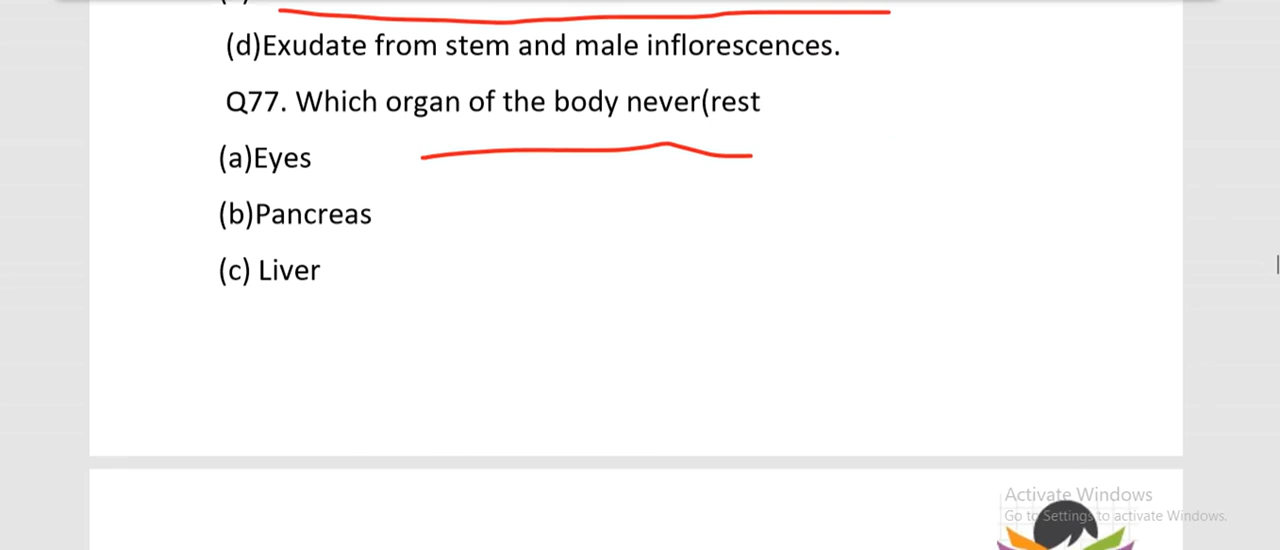 (d)Exudate from stem and male inflorescences.
Q77. Which organ of the body never(rest
(a)Eyes
(b)Pancreas
(c) Liver
Activate Windows
Go to Settings to activate Windows.